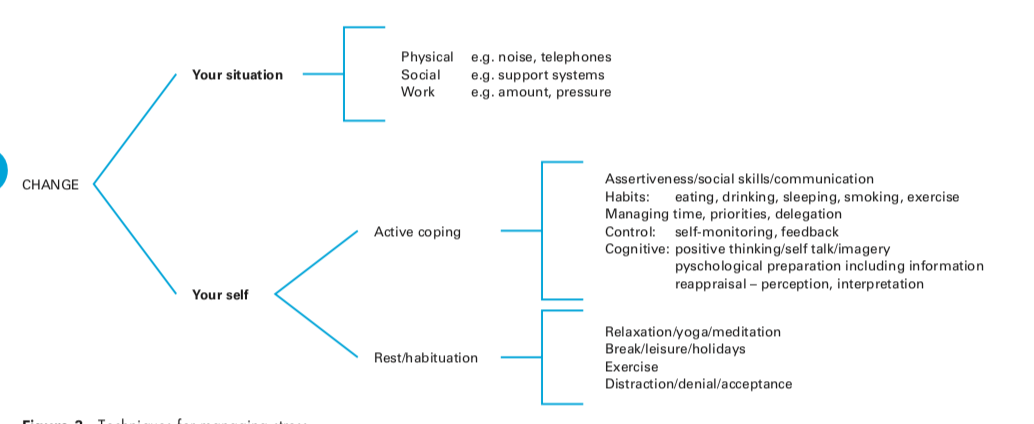 Physical e.g. noise, telephones
Your situation Social e.g. support systems
Work e.g. amount, pressure
CHANGE
Assertiveness/social skills/communication
Habits: eating, drinking, sleeping, smoking, exercise
Managing time, priorities, delegation
Active coping Control: self-monitoring, feedback
Cognitive: positive thinking/self talk/imagery
pyschological preparation including information
reappraisal – perception, interpretation
Your self
Relaxation/yoga/meditation
Break/leisure/holidays
Rest/habituation
Exercise
Distraction/denial/acceptance